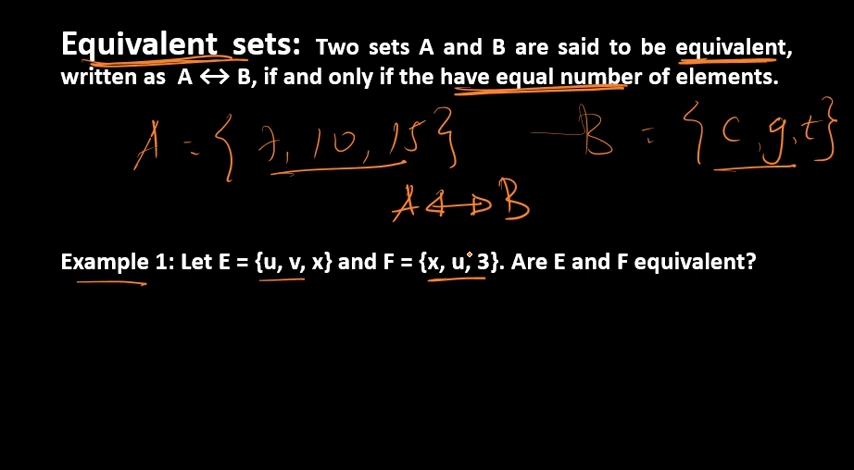 Equivalent sets: Two sets A and B are said to be equivalent,
written as A ↔ B, if and only if the have equal number of elements.
A = { 7, 10, 15} B = {c, g, t}
A ↔ B
Example 1: Let E = {u, v, x} and F = {x, u, 3}. Are E and F equivalent?